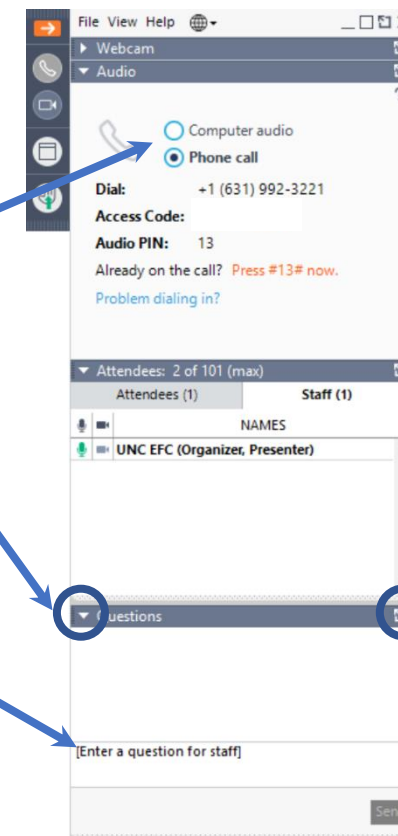 File View Help
Webcam
Audio
Computer audio
Phone call
Dial: +1 (631) 992-3221
Access Code:
Audio PIN: 13
Already on the call? Press #13# now.
Problem dialing in?
Attendees: 2 of 101 (max)
Attendees (1) Staff (1)
NAMES
UNC EFC (Organizer, Presenter)
Questions
[Enter a question for staff]
Sen